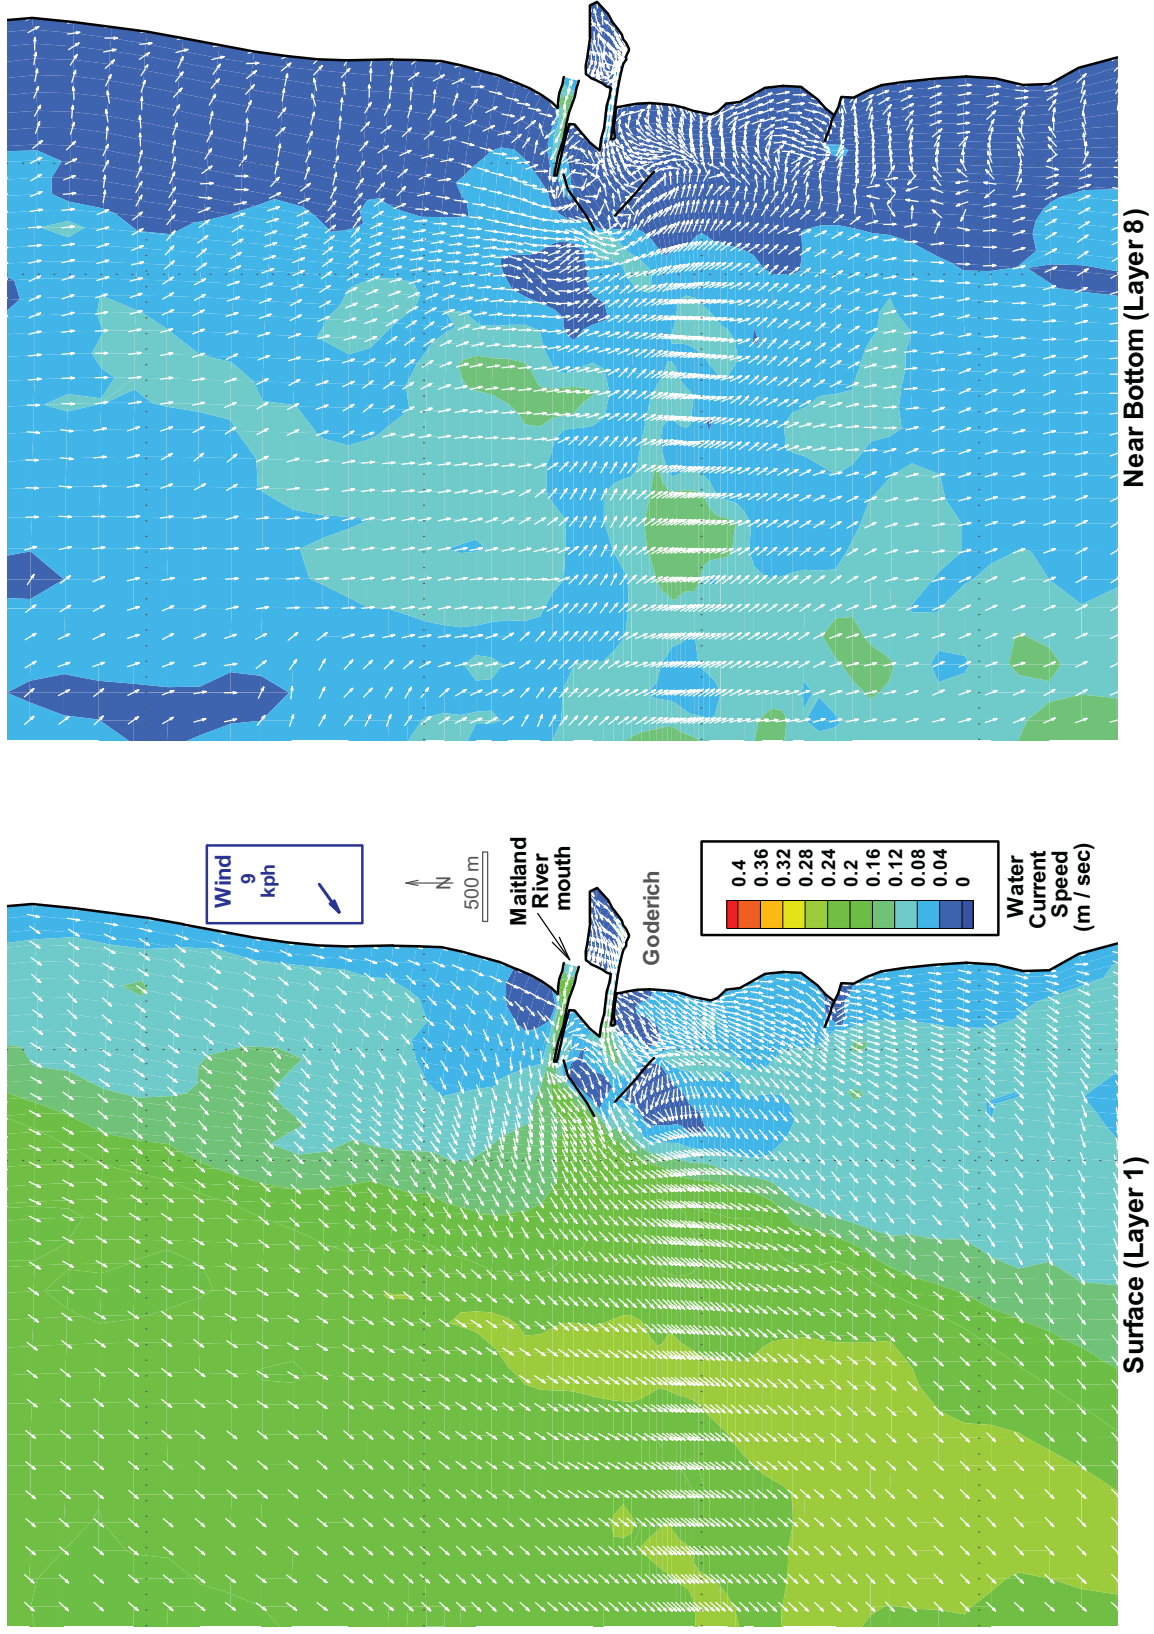 Near Bottom (Layer 8)
Wind
9
kph
N
500 m
Maitland
River
mouth
Goderich
0.4
0.36
0.32
0.28
0.24
0.2
0.16
0.12
0.08
0.04
0
Water
Current
Speed
(m / sec)
Surface (Layer 1)